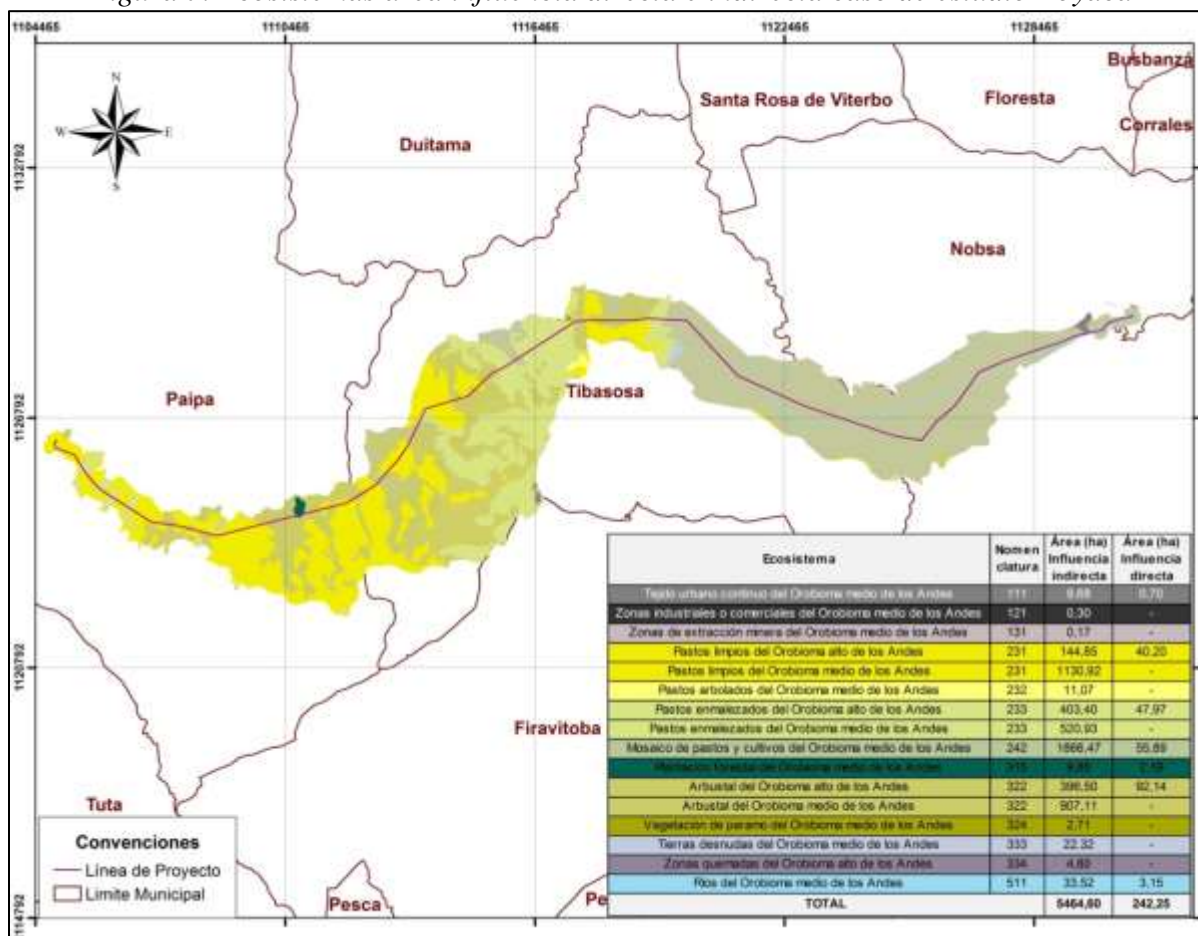 1104465 1110465 1116465 1122465 1128465
Busbanzá
Santa Rosa de Viterbo
Floresta
Corrales
N
W E
S
Duitama
1132792
Nobsa
Paipa
Tibasosa
1126792
1120792
Firavitoba
Tuta
Pesca
Pe
1114792
Convenciones
Línea de Proyecto
Limite Municipal
Ecosistema Nomen clatura Área (ha) Influencia indirecta Área (ha) Influencia directa
Tejido urbano continuo del Orobioma medio de los Andes 111 0,70
Zonas industriales o comerciales del Orobioma medio de los Andes 121 0,30 -
Zonas de extracción minera del Orobioma medio de los Andes 131 0,17 -
Pastos limpios del Orobioma alto de los Andes 231 144,85 40,20
Pastos limpios del Orobioma medio de los Andes 231 1130,92 -
Pastos arbolados del Orobioma medio de los Andes 232 11,07 -
Pastos enmalezados del Orobioma alto de los Andes 233 403,40 47,97
Pastos enmalezados del Orobioma medio de los Andes 233 520,93 -
Mosaico de pastos y cultivos del Orobioma medio de los Andes 242 1866,47 55,89
Plantación forestal del Orobioma medio de los Andes 315
Arbustal del Orobioma alto de los Andes 322 396,50 92,14
Arbustal del Orobioma medio de los Andes 322 907,11 -
Vegetación de paramo del Orobioma medio de los Andes 324 2,71 -
Tierras desnudas del Orobioma medio de los Andes 333 22,32 -
Zonas quemadas del Orobioma alto de los Andes 334 4,80 -
Ríos del Orobioma medio de los Andes 511 33,52 3,15
TOTAL 5464,60 242,25